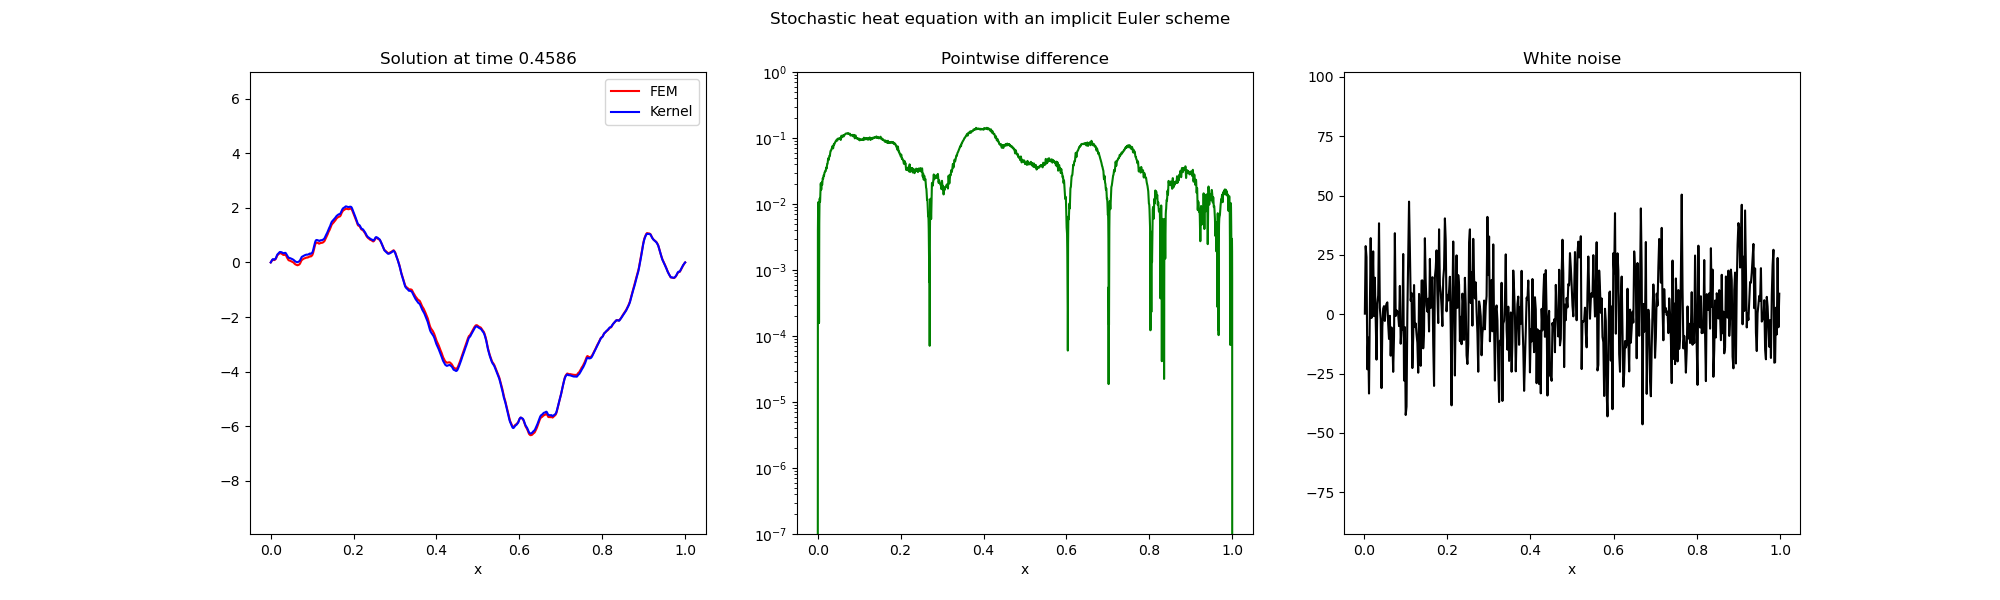 Stochastic heat equation with an implicit Euler scheme
Solution at time 0.4586
FEM
Kernel
6
4
2
0
−2
−4
−6
−8
0.0 0.2 0.4 0.6 0.8 1.0
x
Pointwise difference
10⁰
10⁻¹
10⁻²
10⁻³
10⁻⁴
10⁻⁵
10⁻⁶
10⁻⁷
0.0 0.2 0.4 0.6 0.8 1.0
x
White noise
100
75
50
25
0
−25
−50
−75
0.0 0.2 0.4 0.6 0.8 1.0
x